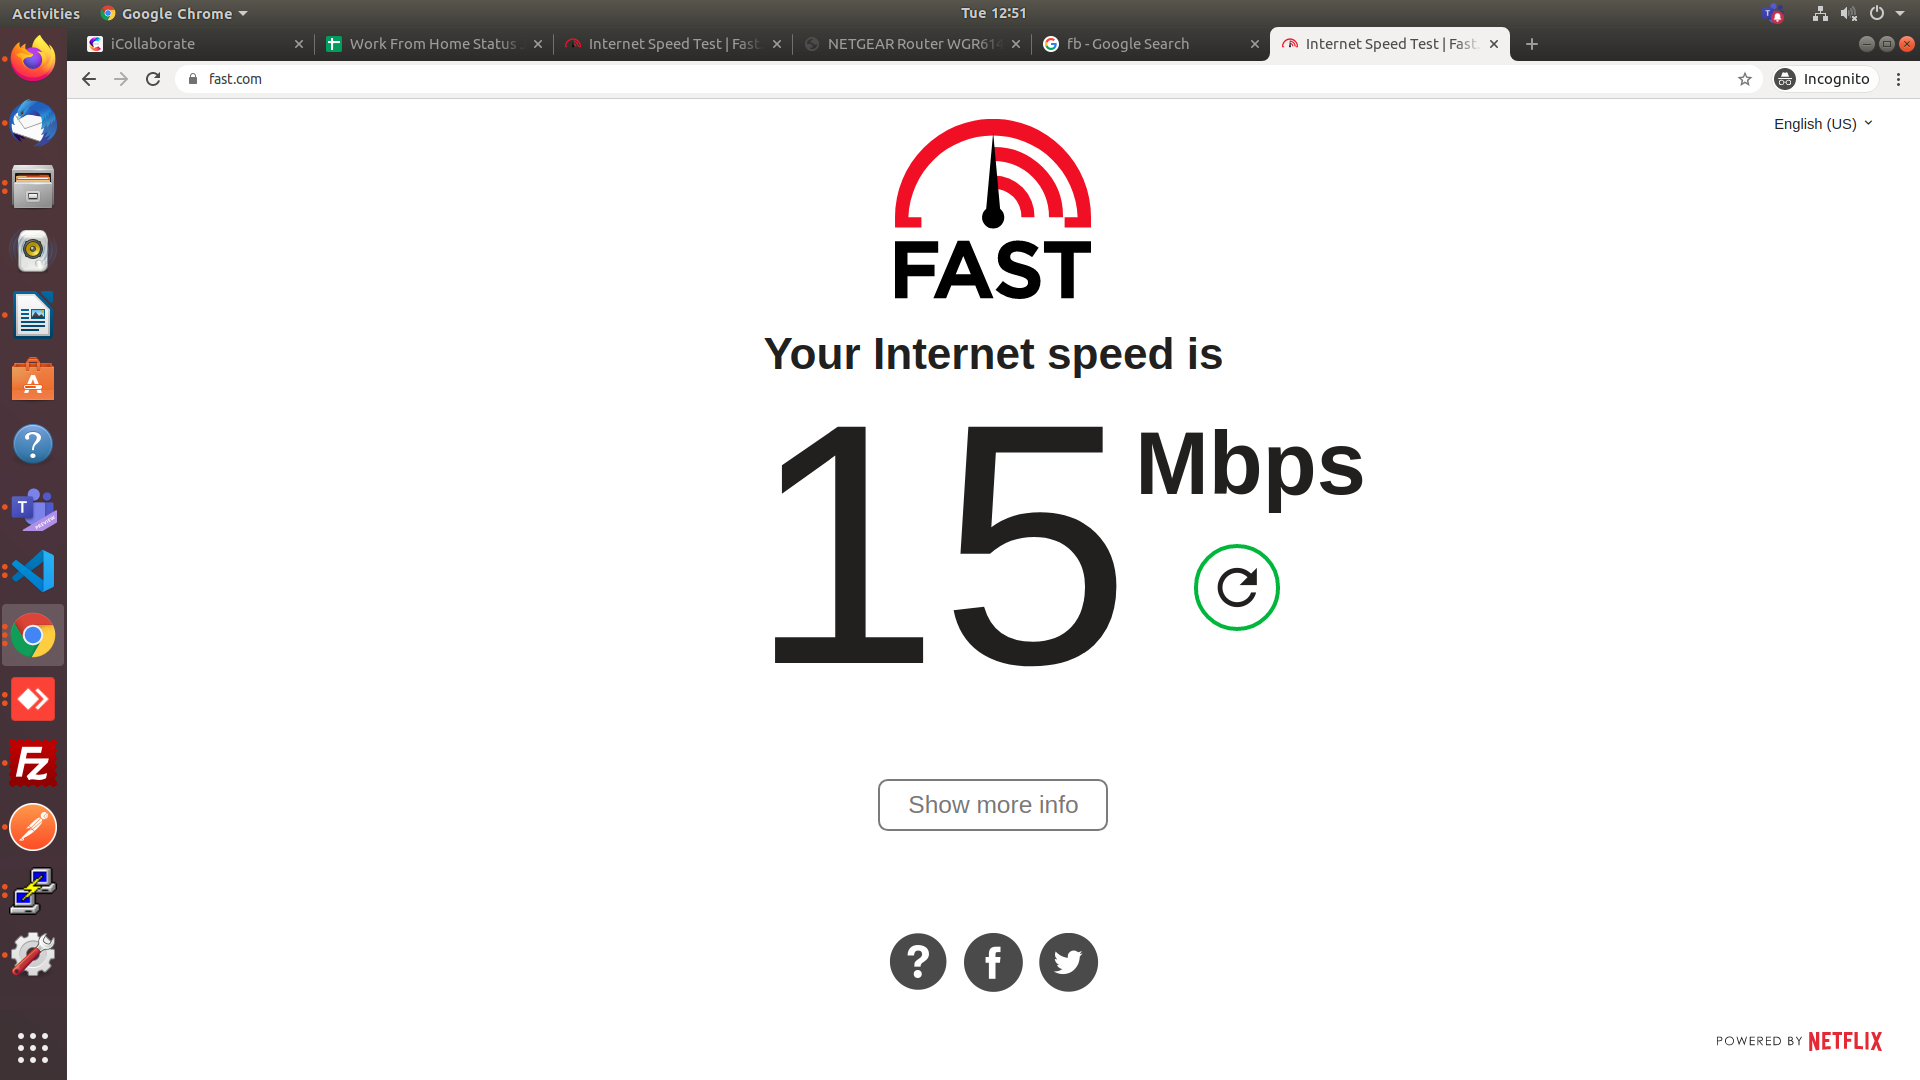 Activities
Google Chrome
Tue 12:51
iCollaborate
Work From Home Status
Internet Speed Test | Fast.
NETGEAR Router WGR614
fb - Google Search
Internet Speed Test | Fast.
fast.com
Incognito
English (US)
FAST
Your Internet speed is
15 Mbps
Show more info
POWERED BY NETFLIX